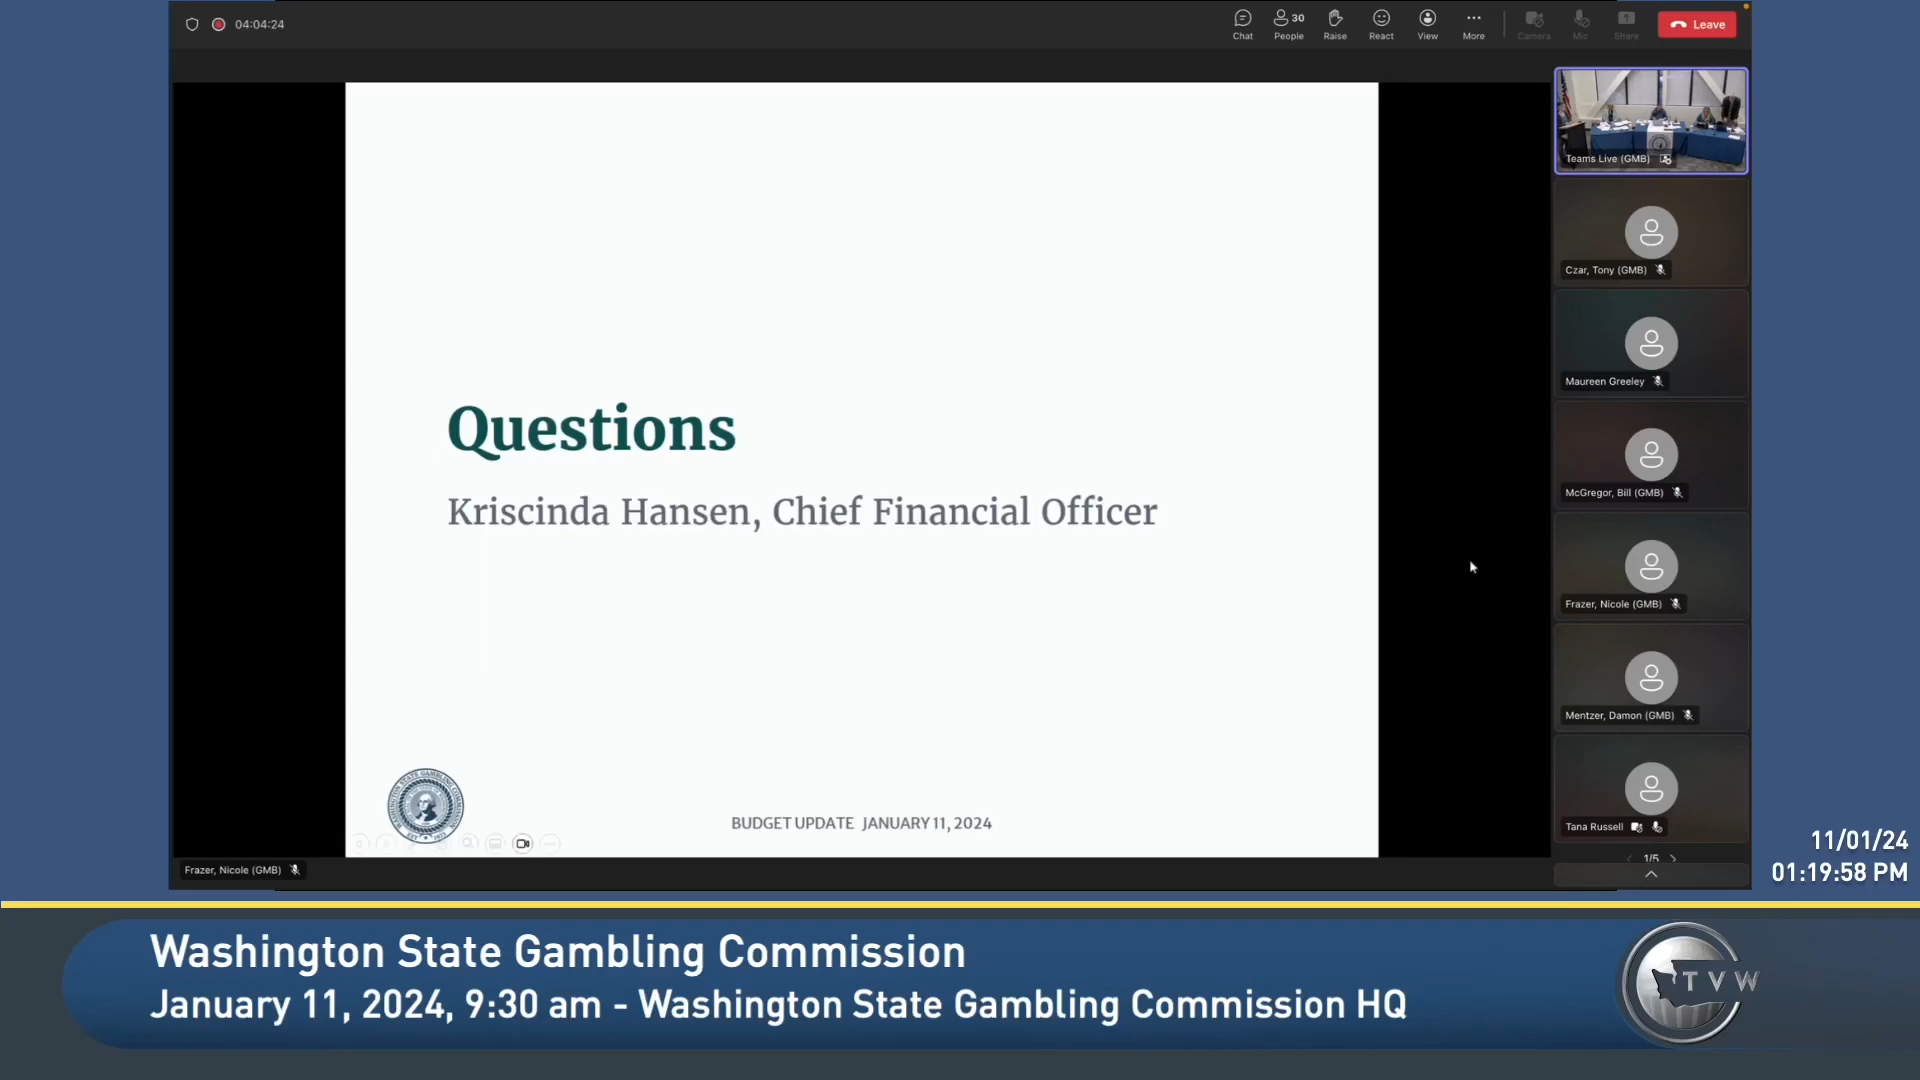 04:04:24
Chat
People
30
Raise
React
View
More
Camera
Mic
Share
Leave
Teams Live (GMB)
Czar, Tony (GMB)
Maureen Greeley
McGregor, Bill (GMB)
Frazer, Nicole (GMB)
Mentzer, Damon (GMB)
Tana Russell
1/5
Questions
Kriscinda Hansen, Chief Financial Officer
BUDGET UPDATE JANUARY 11, 2024
Frazer, Nicole (GMB)
11/01/24
01:19:58 PM
Washington State Gambling Commission
January 11, 2024, 9:30 am - Washington State Gambling Commission HQ
TVW